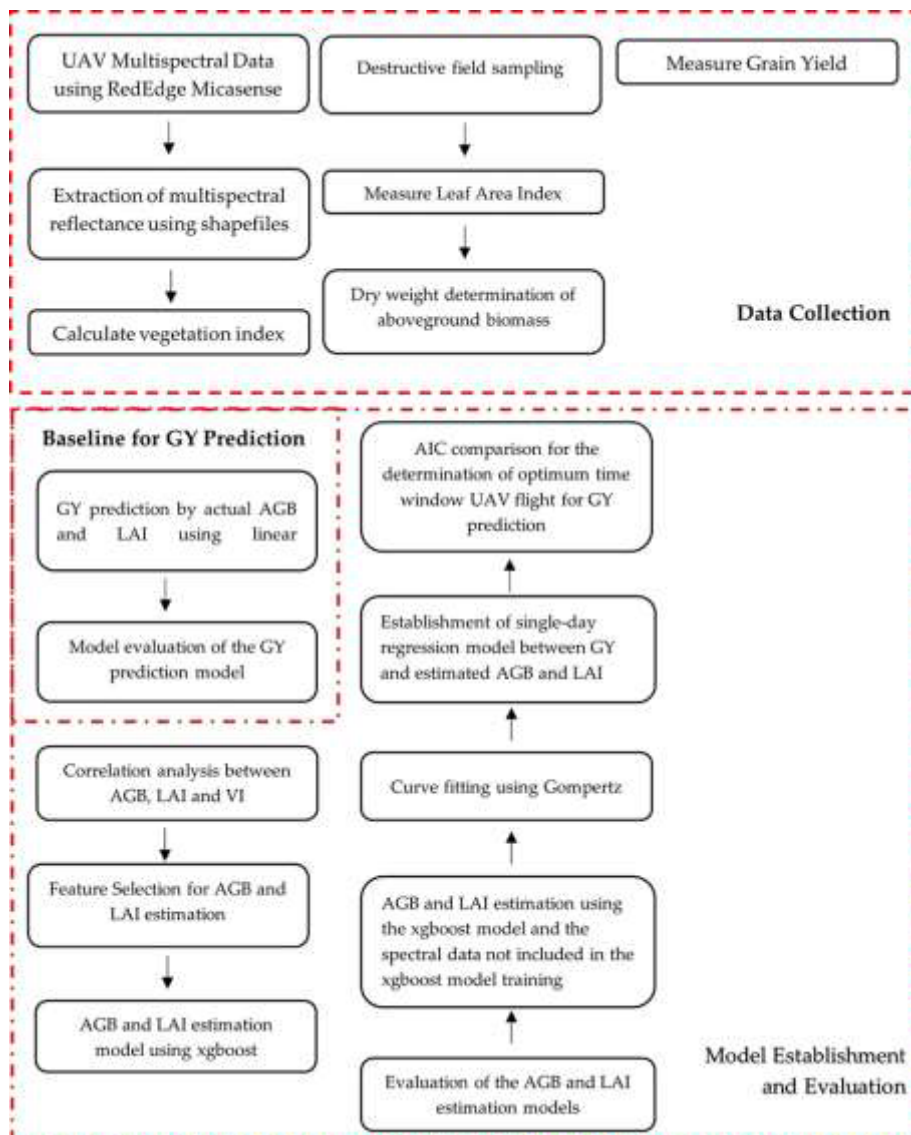 UAV Multispectral Data
using RedEdge Micasense
Extraction of multispectral
reflectance using shapefiles
Calculate vegetation index
Destructive field sampling
Measure Leaf Area Index
Dry weight determination of
aboveground biomass
Measure Grain Yield
Data Collection
Baseline for GY Prediction
GY prediction by actual AGB
and LAI using linear
Model evaluation of the GY
prediction model
Correlation analysis between
AGB, LAI and VI
Feature Selection for AGB and
LAI estimation
AGB and LAI estimation
model using xgboost
AIC comparison for the
determination of optimum time
window UAV flight for GY
prediction
Establishment of single-day
regression model between GY
and estimated AGB and LAI
Curve fitting using Gompertz
AGB and LAI estimation using
the xgboost model and the
spectral data not included in the
xgboost model training
Evaluation of the AGB and LAI
estimation models
Model Establishment
and Evaluation